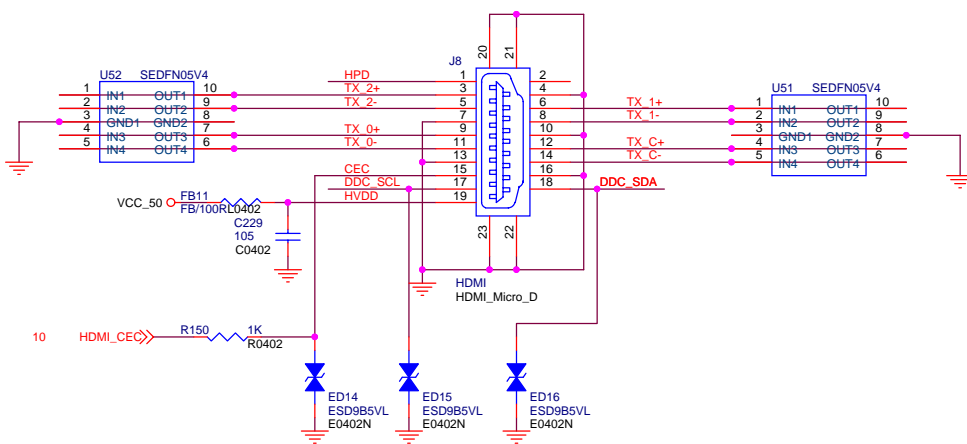 20 21
J8
U52 SEDFN05V4
1 IN1 OUT1 10
2 IN2 OUT2 9
3 GND1 GND2 8
4 IN3 OUT3 7
5 IN4 OUT4 6
HPD 1 2
TX_2+ 3 4
TX_2- 5 6 TX_1+
7 8 TX_1-
TX_0+ 9 10
TX_0- 11 12 TX_C+
13 14 TX_C-
CEC 15 16
DDC_SCL 17 18 DDC_SDA
HVDD 19
U51 SEDFN05V4
1 IN1 OUT1 10
2 IN2 OUT2 9
3 GND1 GND2 8
4 IN3 OUT3 7
5 IN4 OUT4 6
VCC_50
FB11
FB/100RL0402
C229
105
C0402
23 22
HDMI
HDMI_Micro_D
10 HDMI_CEC
R150 1K
R0402
ED14
ESD9B5VL
E0402N
ED15
ESD9B5VL
E0402N
ED16
ESD9B5VL
E0402N